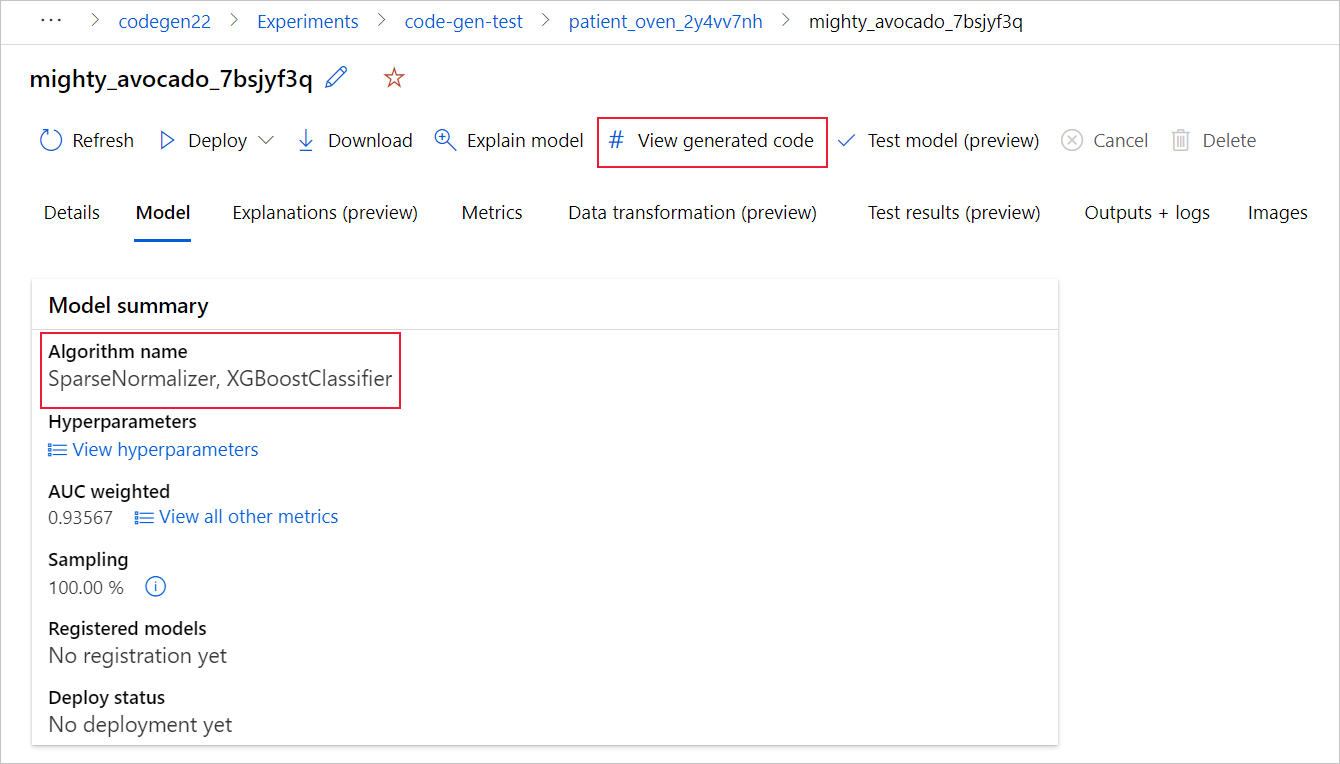 ... > codegen22 > Experiments > code-gen-test > patient_oven_2y4vv7nh > mighty_avocado_7bsjyf3q
mighty_avocado_7bsjyf3q
Refresh Deploy Download Explain model # View generated code Test model (preview) Cancel Delete
Details Model Explanations (preview) Metrics Data transformation (preview) Test results (preview) Outputs + logs Images
Model summary
Algorithm name
SparseNormalizer, XGBoostClassifier
Hyperparameters
View hyperparameters
AUC weighted
0.93567 View all other metrics
Sampling
100.00 %
Registered models
No registration yet
Deploy status
No deployment yet